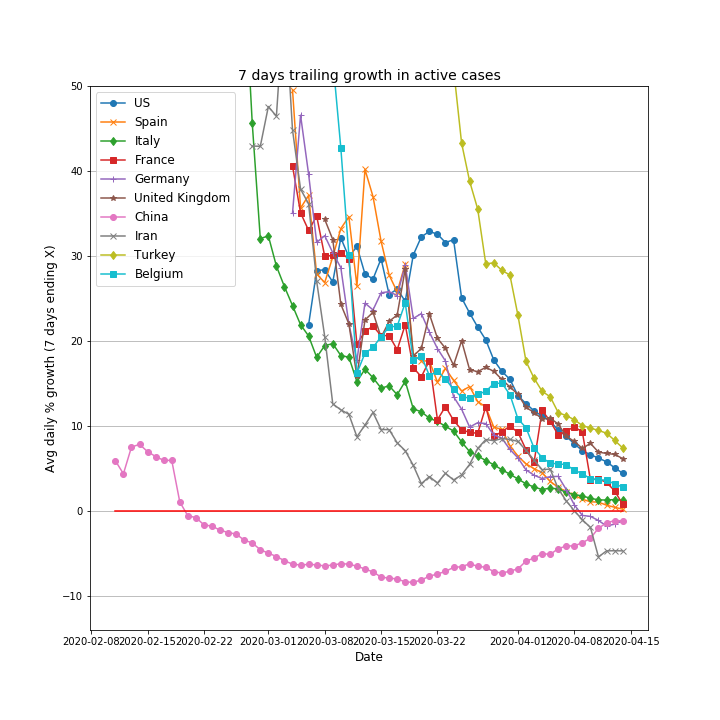 7 days trailing growth in active cases
50
40
30
20
10
0
−10
Avg daily % growth (7 days ending X)
US
Spain
Italy
France
Germany
United Kingdom
China
Iran
Turkey
Belgium
2020-02-08
2020-02-15
2020-02-22
2020-03-01
2020-03-08
2020-03-15
2020-03-22
2020-04-01
2020-04-08
2020-04-15
Date